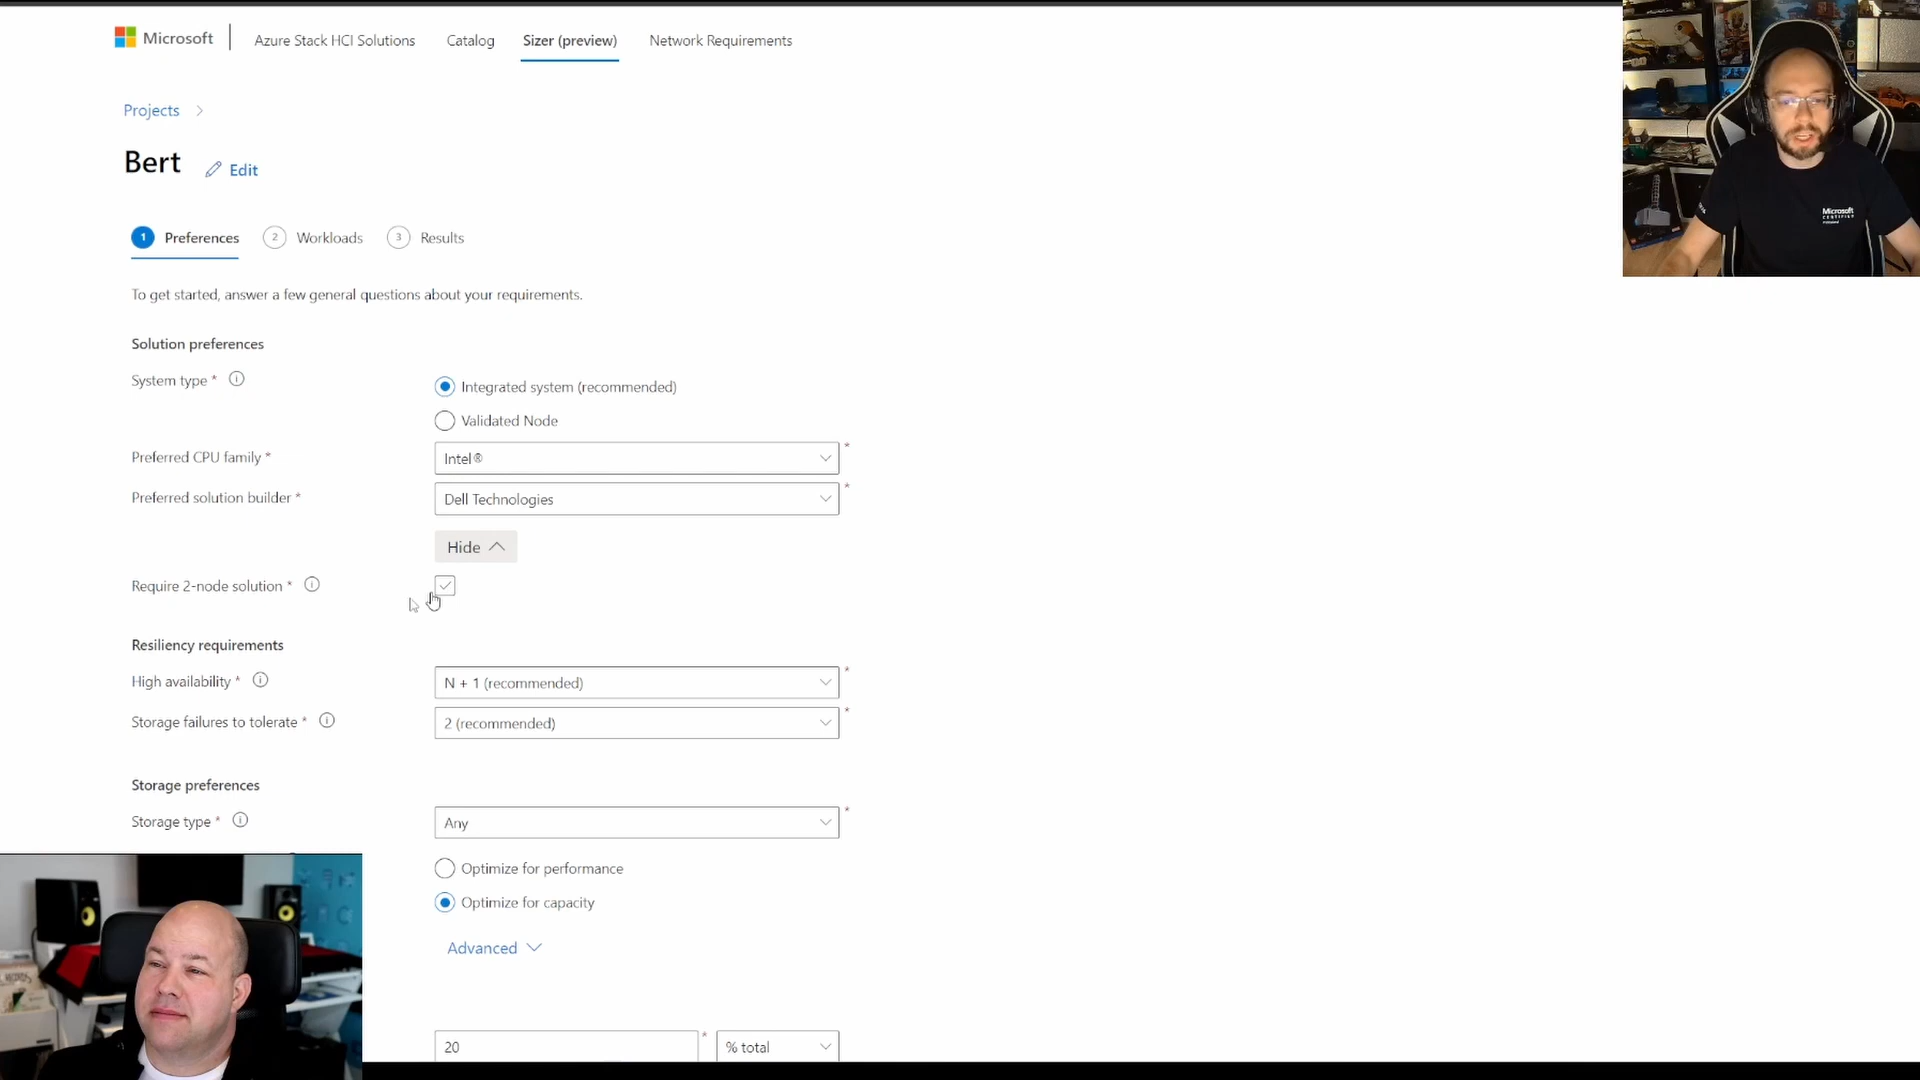 Microsoft
Azure Stack HCI Solutions
Catalog
Sizer (preview)
Network Requirements
Projects
Bert
Edit
1 Preferences
2 Workloads
3 Results
To get started, answer a few general questions about your requirements.
Solution preferences
System type *
Integrated system (recommended)
Validated Node
Preferred CPU family *
Intel® *
Preferred solution builder *
Dell Technologies *
Hide
Require 2-node solution *
Resiliency requirements
High availability *
N + 1 (recommended) *
Storage failures to tolerate *
2 (recommended) *
Storage preferences
Storage type *
Any *
Optimize for performance
Optimize for capacity
Advanced
20 *
% total
Microsoft
CERTIFIED